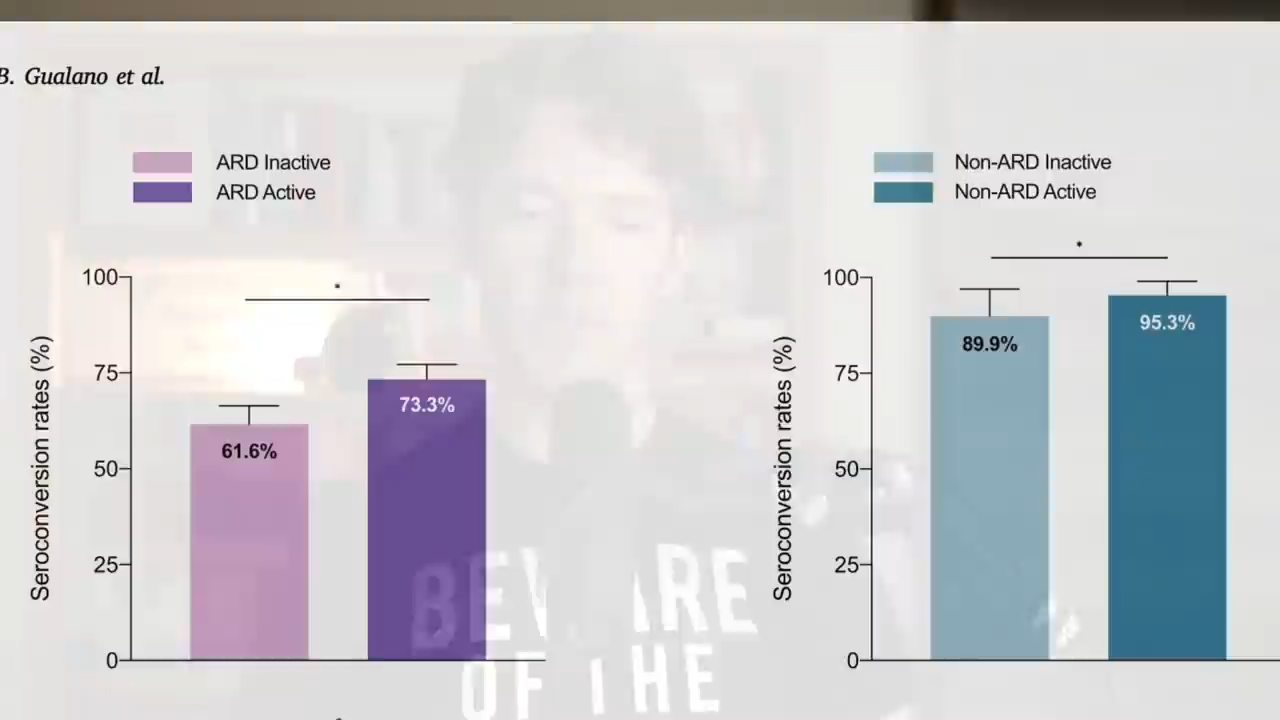 B. Gualano et al.
ARD Inactive
ARD Active
Seroconversion rates (%)
100
75
50
25
0
*
61.6%
73.3%
Non-ARD Inactive
Non-ARD Active
Seroconversion rates (%)
100
75
50
25
0
*
89.9%
95.3%
BEWARE
OF THE